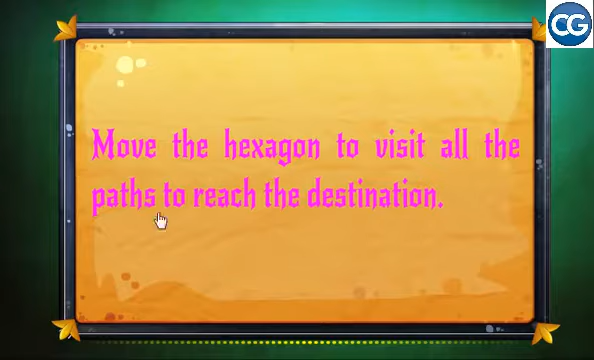 CG
Move the hexagon to visit all the
paths to reach the destination.